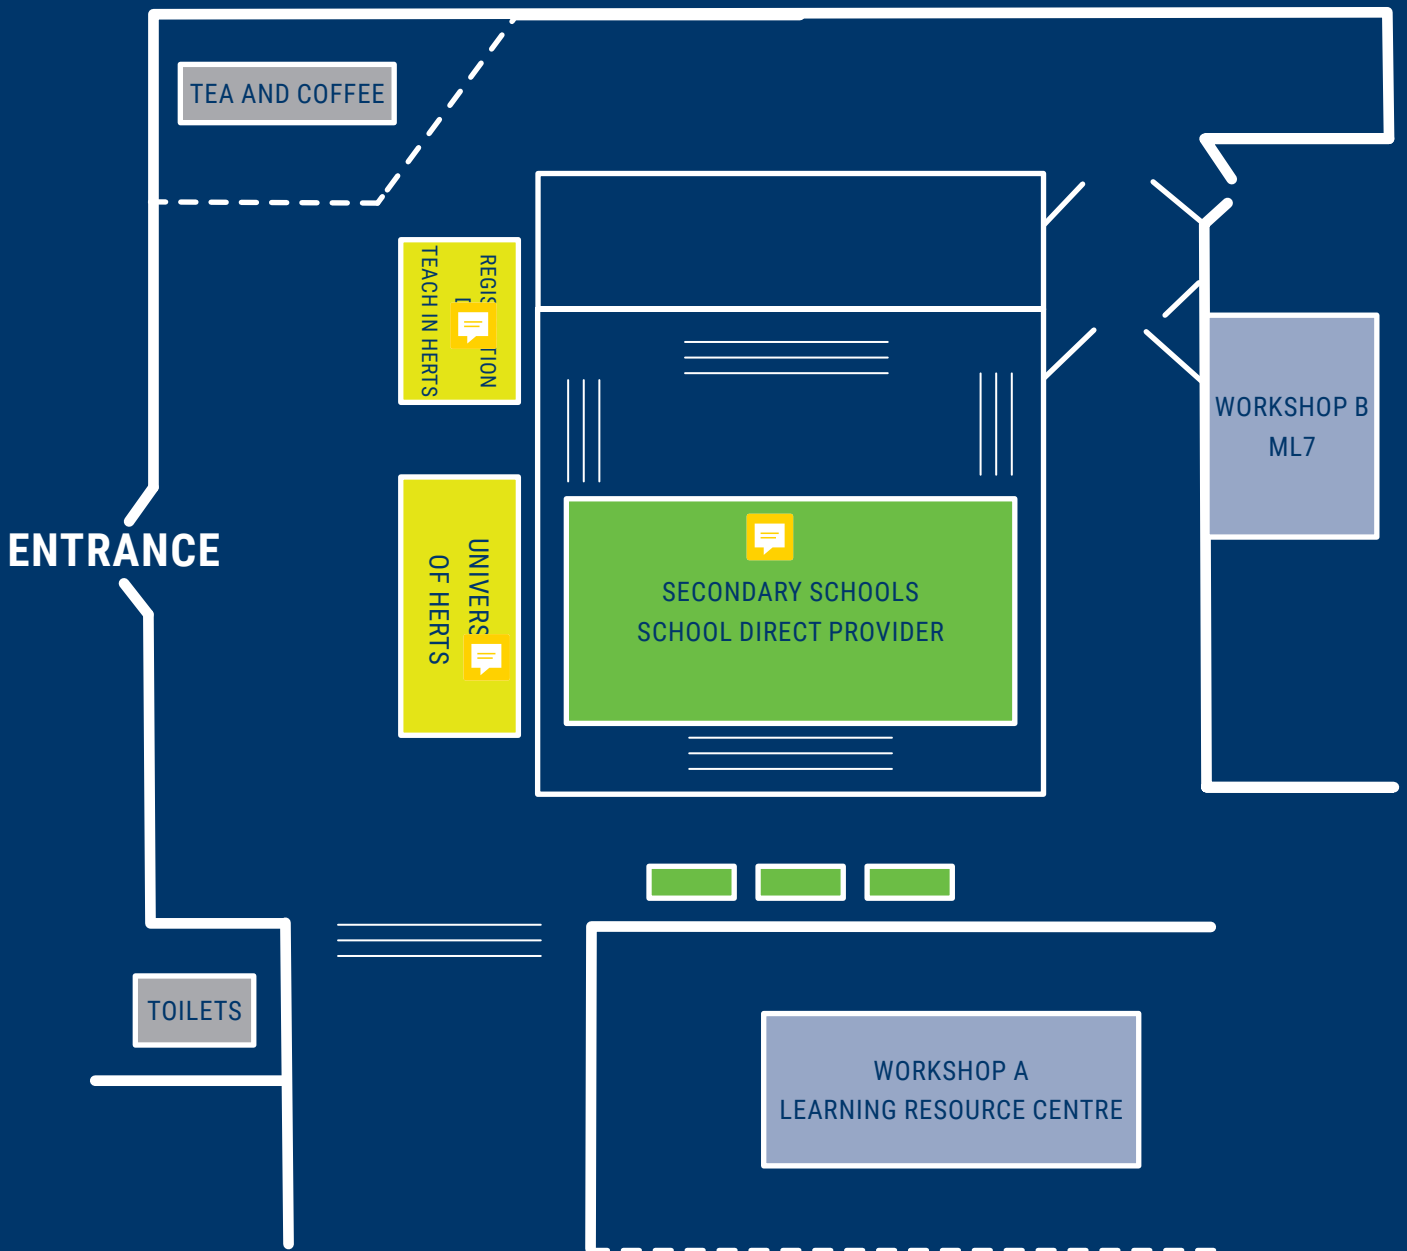 TEA AND COFFEE
TEACH IN HERTS
WORKSHOP B
ML7
ENTRANCE
OF HERTS
SECONDARY SCHOOLS
SCHOOL DIRECT PROVIDER
TOILETS
WORKSHOP A
LEARNING RESOURCE CENTRE